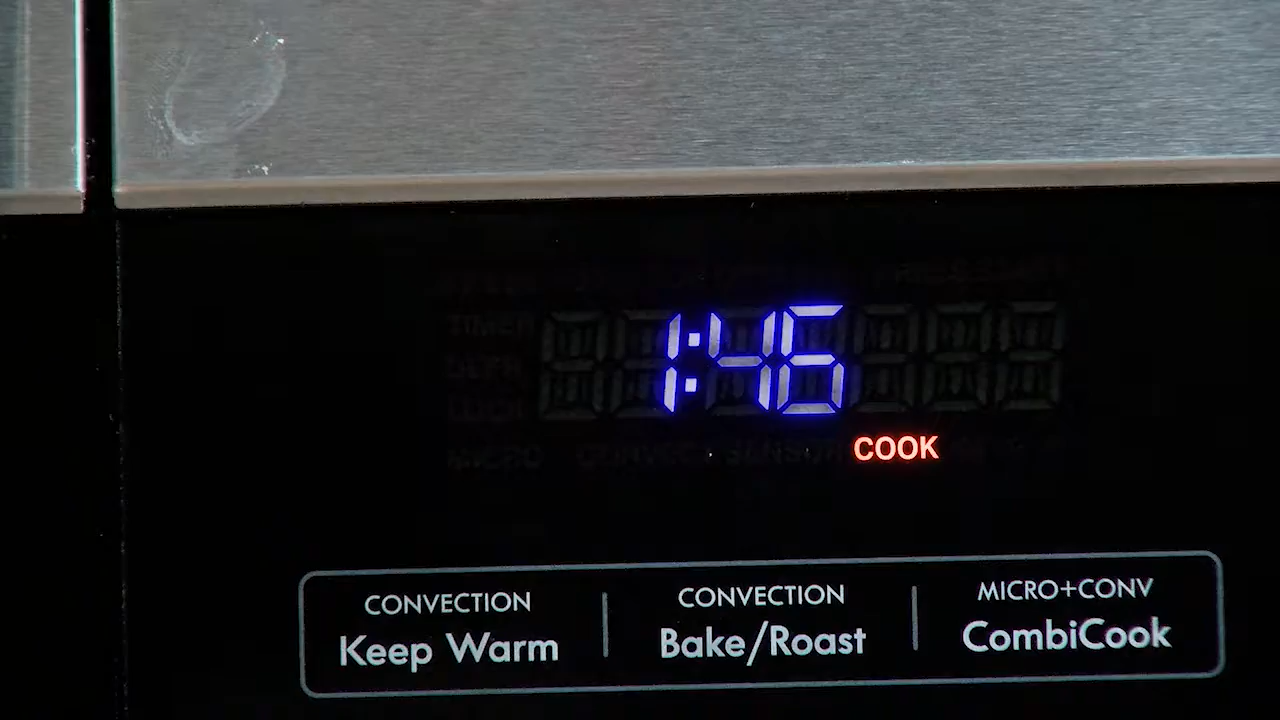 1:46
COOK
CONVECTION
Keep Warm
CONVECTION
Bake/Roast
MICRO+CONV
CombiCook